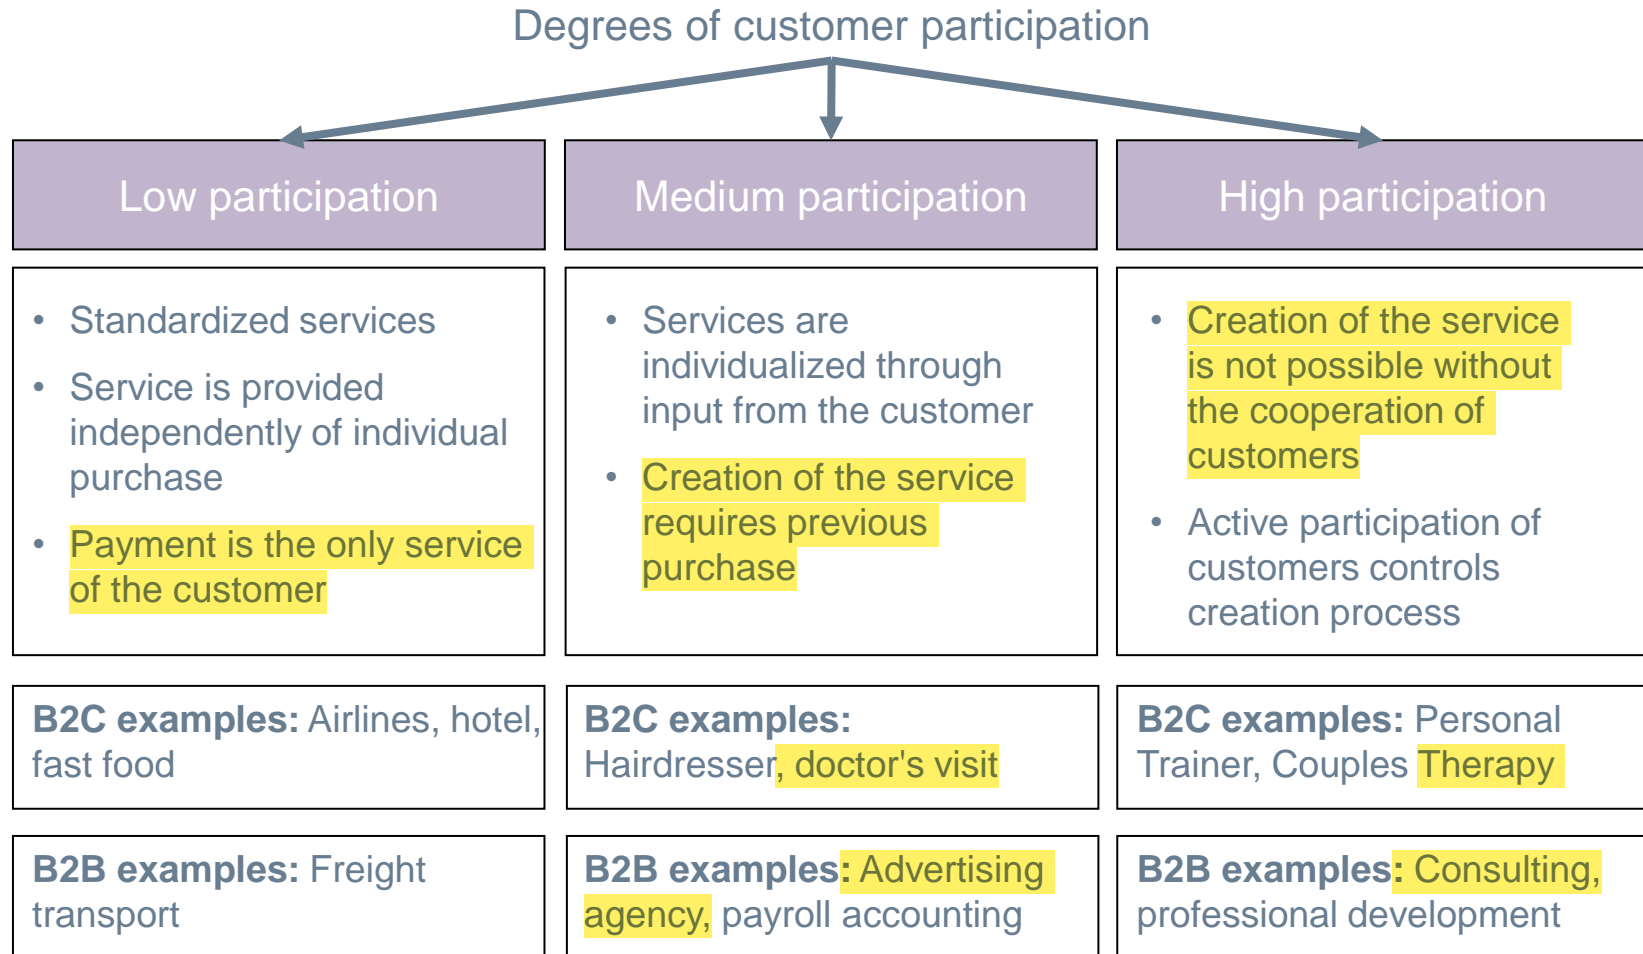 Degrees of customer participation
Low participation
Medium participation
High participation
• Standardized services
• Service is provided
independently of individual
purchase
• Payment is the only service
of the customer
• Services are
individualized through
input from the customer
• Creation of the service
requires previous
purchase
• Creation of the service
is not possible without
the cooperation of
customers
• Active participation of
customers controls
creation process
B2C examples: Airlines, hotel,
fast food
B2C examples:
Hairdresser, doctor's visit
B2C examples: Personal
Trainer, Couples Therapy
B2B examples: Freight
transport
B2B examples: Advertising
agency, payroll accounting
B2B examples: Consulting,
professional development